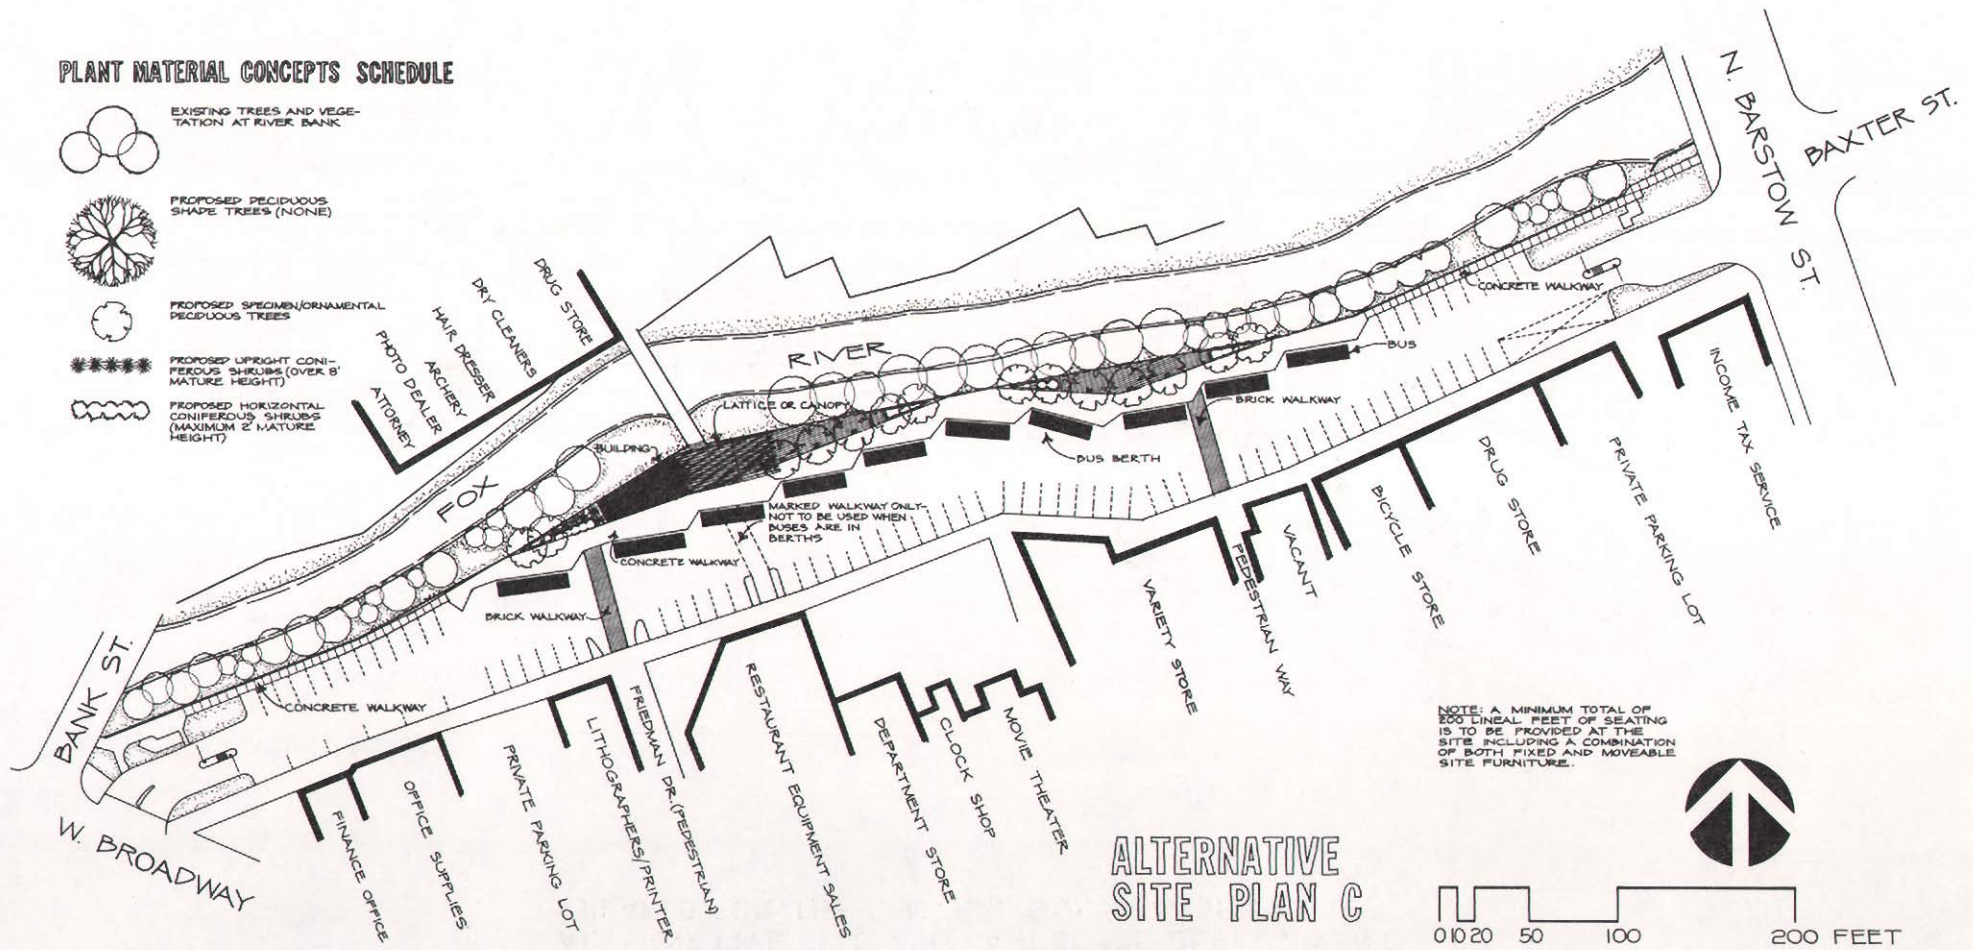 PLANT MATERIAL CONCEPTS SCHEDULE
EXISTING TREES AND VEGE-
TATION AT RIVER BANK
PROPOSED DECIDUOUS
SHADE TREES (NONE)
PROPOSED SPECIMEN/ORNAMENTAL
DECIDUOUS TREES
PROPOSED UPRIGHT CONI-
FEROUS SHRUBS (OVER 8'
MATURE HEIGHT)
PROPOSED HORIZONTAL
CONIFEROUS SHRUBS
(MAXIMUM 2' MATURE
HEIGHT)
ATTORNEY
PHOTO DEALER
ARCHERY
HAIR DRESSER
DRY CLEANERS
DRUG STORE
N. BARSTOW ST.
BAXTER ST.
FOX
RIVER
LATTICE OR CANOPY
BUILDING
CONCRETE WALKWAY
BUS
BRICK WALKWAY
BUS BERTH
MARKED WALKWAY ONLY-
NOT TO BE USED WHEN
BUSES ARE IN
BERTHS
CONCRETE WALKWAY
BRICK WALKWAY
CONCRETE WALKWAY
BANK ST.
W. BROADWAY
FINANCE OFFICE
OFFICE SUPPLIES
PRIVATE PARKING LOT
LITHOGRAPHERS/PRINTER
FRIEDMAN DR. (PEDESTRIAN)
RESTAURANT EQUIPMENT SALES
DEPARTMENT STORE
CLOCK SHOP
MOVIE THEATER
VARIETY STORE
PEDESTRIAN WAY
VACANT
BICYCLE STORE
DRUG STORE
PRIVATE PARKING LOT
INCOME TAX SERVICE
NOTE: A MINIMUM TOTAL OF
200 LINEAL FEET OF SEATING
IS TO BE PROVIDED AT THE
SITE INCLUDING A COMBINATION
OF BOTH FIXED AND MOVEABLE
SITE FURNITURE.
ALTERNATIVE
SITE PLAN C
0 10 20 50 100 200 FEET